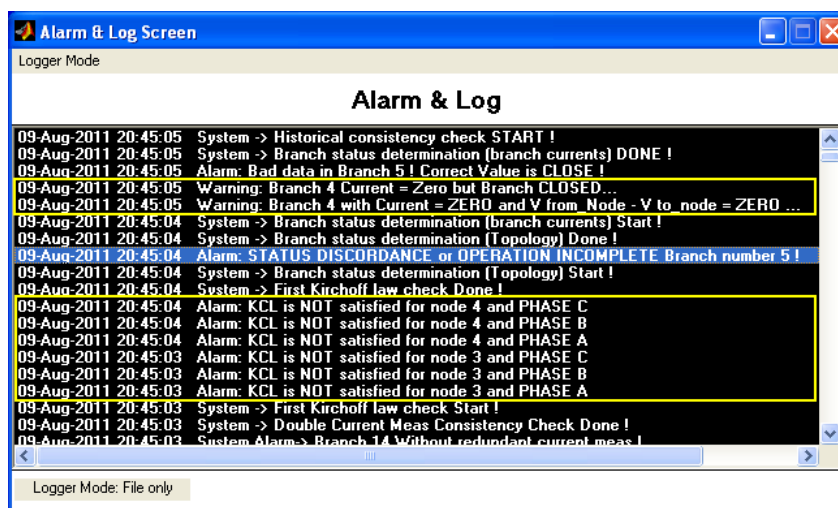 Alarm & Log Screen
Logger Mode
Alarm & Log
09-Aug-2011 20:45:05 System -> Historical consistency check START !
09-Aug-2011 20:45:05 System -> Branch status determination (branch currents) DONE !
09-Aug-2011 20:45:05 Alarm: Bad data in Branch 5 ! Correct Value is CLOSE !
09-Aug-2011 20:45:05 Warning: Branch 4 Current = Zero but Branch CLOSED...
09-Aug-2011 20:45:05 Warning: Branch 4 with Current = ZERO and V from_Node - V to_node = ZERO ...
09-Aug-2011 20:45:04 System -> Branch status determination (branch currents) Start !
09-Aug-2011 20:45:04 System -> Branch status determination (Topology) Done !
09-Aug-2011 20:45:04 Alarm: STATUS DISCORDANCE or OPERATION INCOMPLETE Branch number 5 !
09-Aug-2011 20:45:04 System -> Branch status determination (Topology) Start !
09-Aug-2011 20:45:04 System -> First Kirchoff law check Done !
09-Aug-2011 20:45:04 Alarm: KCL is NOT satisfied for node 4 and PHASE C
09-Aug-2011 20:45:04 Alarm: KCL is NOT satisfied for node 4 and PHASE B
09-Aug-2011 20:45:04 Alarm: KCL is NOT satisfied for node 4 and PHASE A
09-Aug-2011 20:45:03 Alarm: KCL is NOT satisfied for node 3 and PHASE C
09-Aug-2011 20:45:03 Alarm: KCL is NOT satisfied for node 3 and PHASE B
09-Aug-2011 20:45:03 Alarm: KCL is NOT satisfied for node 3 and PHASE A
09-Aug-2011 20:45:03 System -> First Kirchoff law check Start !
09-Aug-2011 20:45:03 System -> Double Current Meas Consistency Check Done !
09-Aug-2011 20:45:03 System Alarm-> Branch 14 Without redundant current meas !
Logger Mode: File only